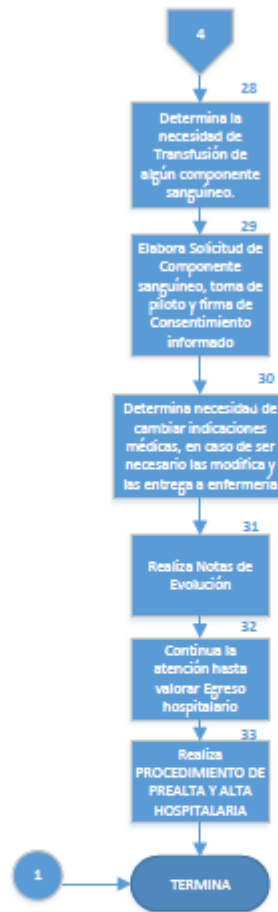 4
28
Determina la
necesidad de
Transfusión de
algún componente
sanguíneo.
29
Elabora Solicitud de
Componente
sanguíneo, toma de
piloto y firma de
Consentimiento
informado
30
Determina necesidad de
cambiar indicaciones
médicas, en caso de ser
necesario las modifica y
las entrega a enfermería
31
Realiza Notas de
Evolución
32
Continua la
atención hasta
valorar Egreso
hospitalario
33
Realiza
PROCEDIMIENTO DE
PREALTA Y ALTA
HOSPITALARIA
1
TERMINA